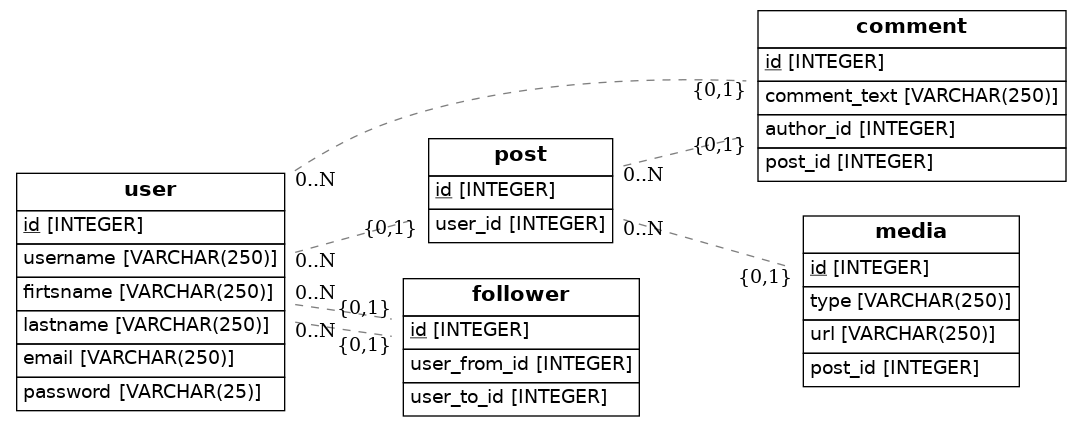 comment
id [INTEGER]
comment_text [VARCHAR(250)]
author_id [INTEGER]
post_id [INTEGER]
{0,1}
{0,1}
post
id [INTEGER]
user_id [INTEGER]
0..N
0..N
{0,1}
user
id [INTEGER]
username [VARCHAR(250)]
firtsname [VARCHAR(250)]
lastname [VARCHAR(250)]
email [VARCHAR(250)]
password [VARCHAR(25)]
0..N
0..N
0..N
0..N
{0,1}
{0,1}
follower
id [INTEGER]
user_from_id [INTEGER]
user_to_id [INTEGER]
{0,1}
media
id [INTEGER]
type [VARCHAR(250)]
url [VARCHAR(250)]
post_id [INTEGER]